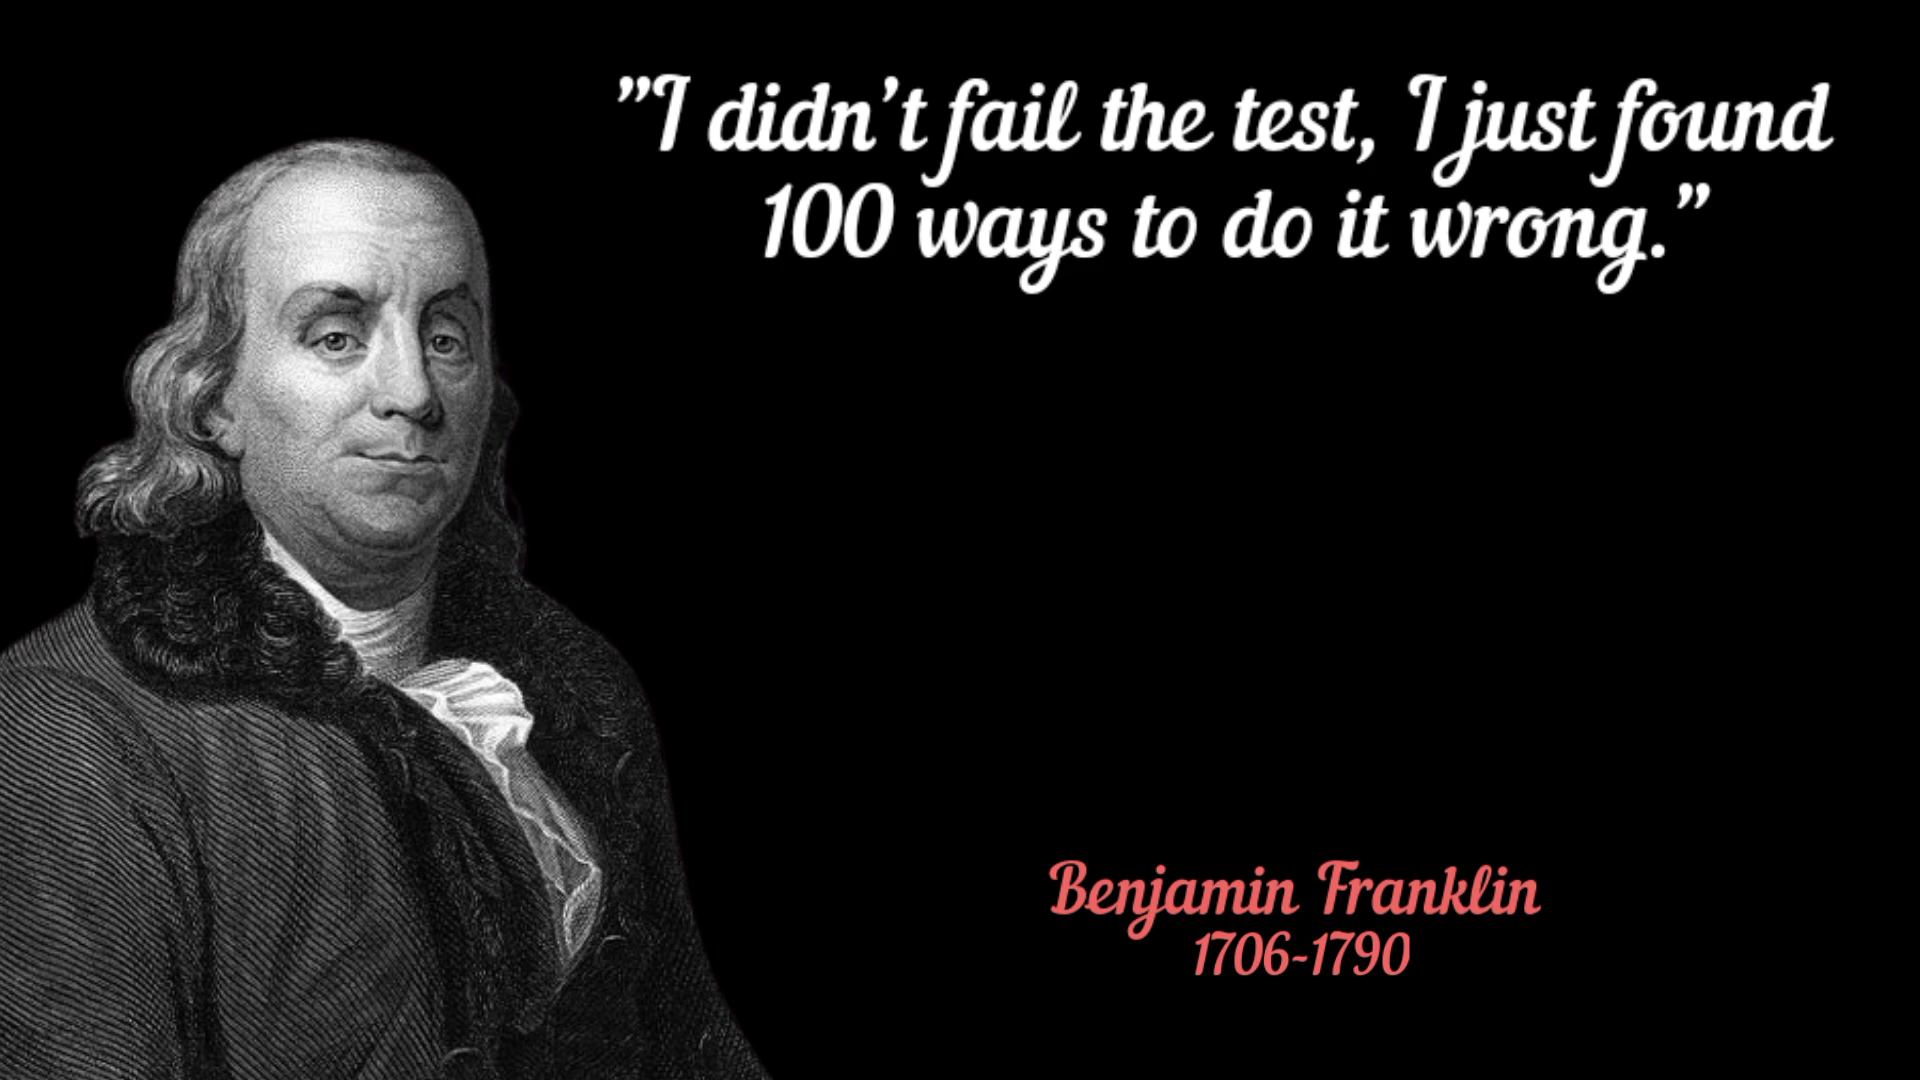 ”I didn’t fail the test, I just found
100 ways to do it wrong.”
Benjamin Franklin
1706-1790